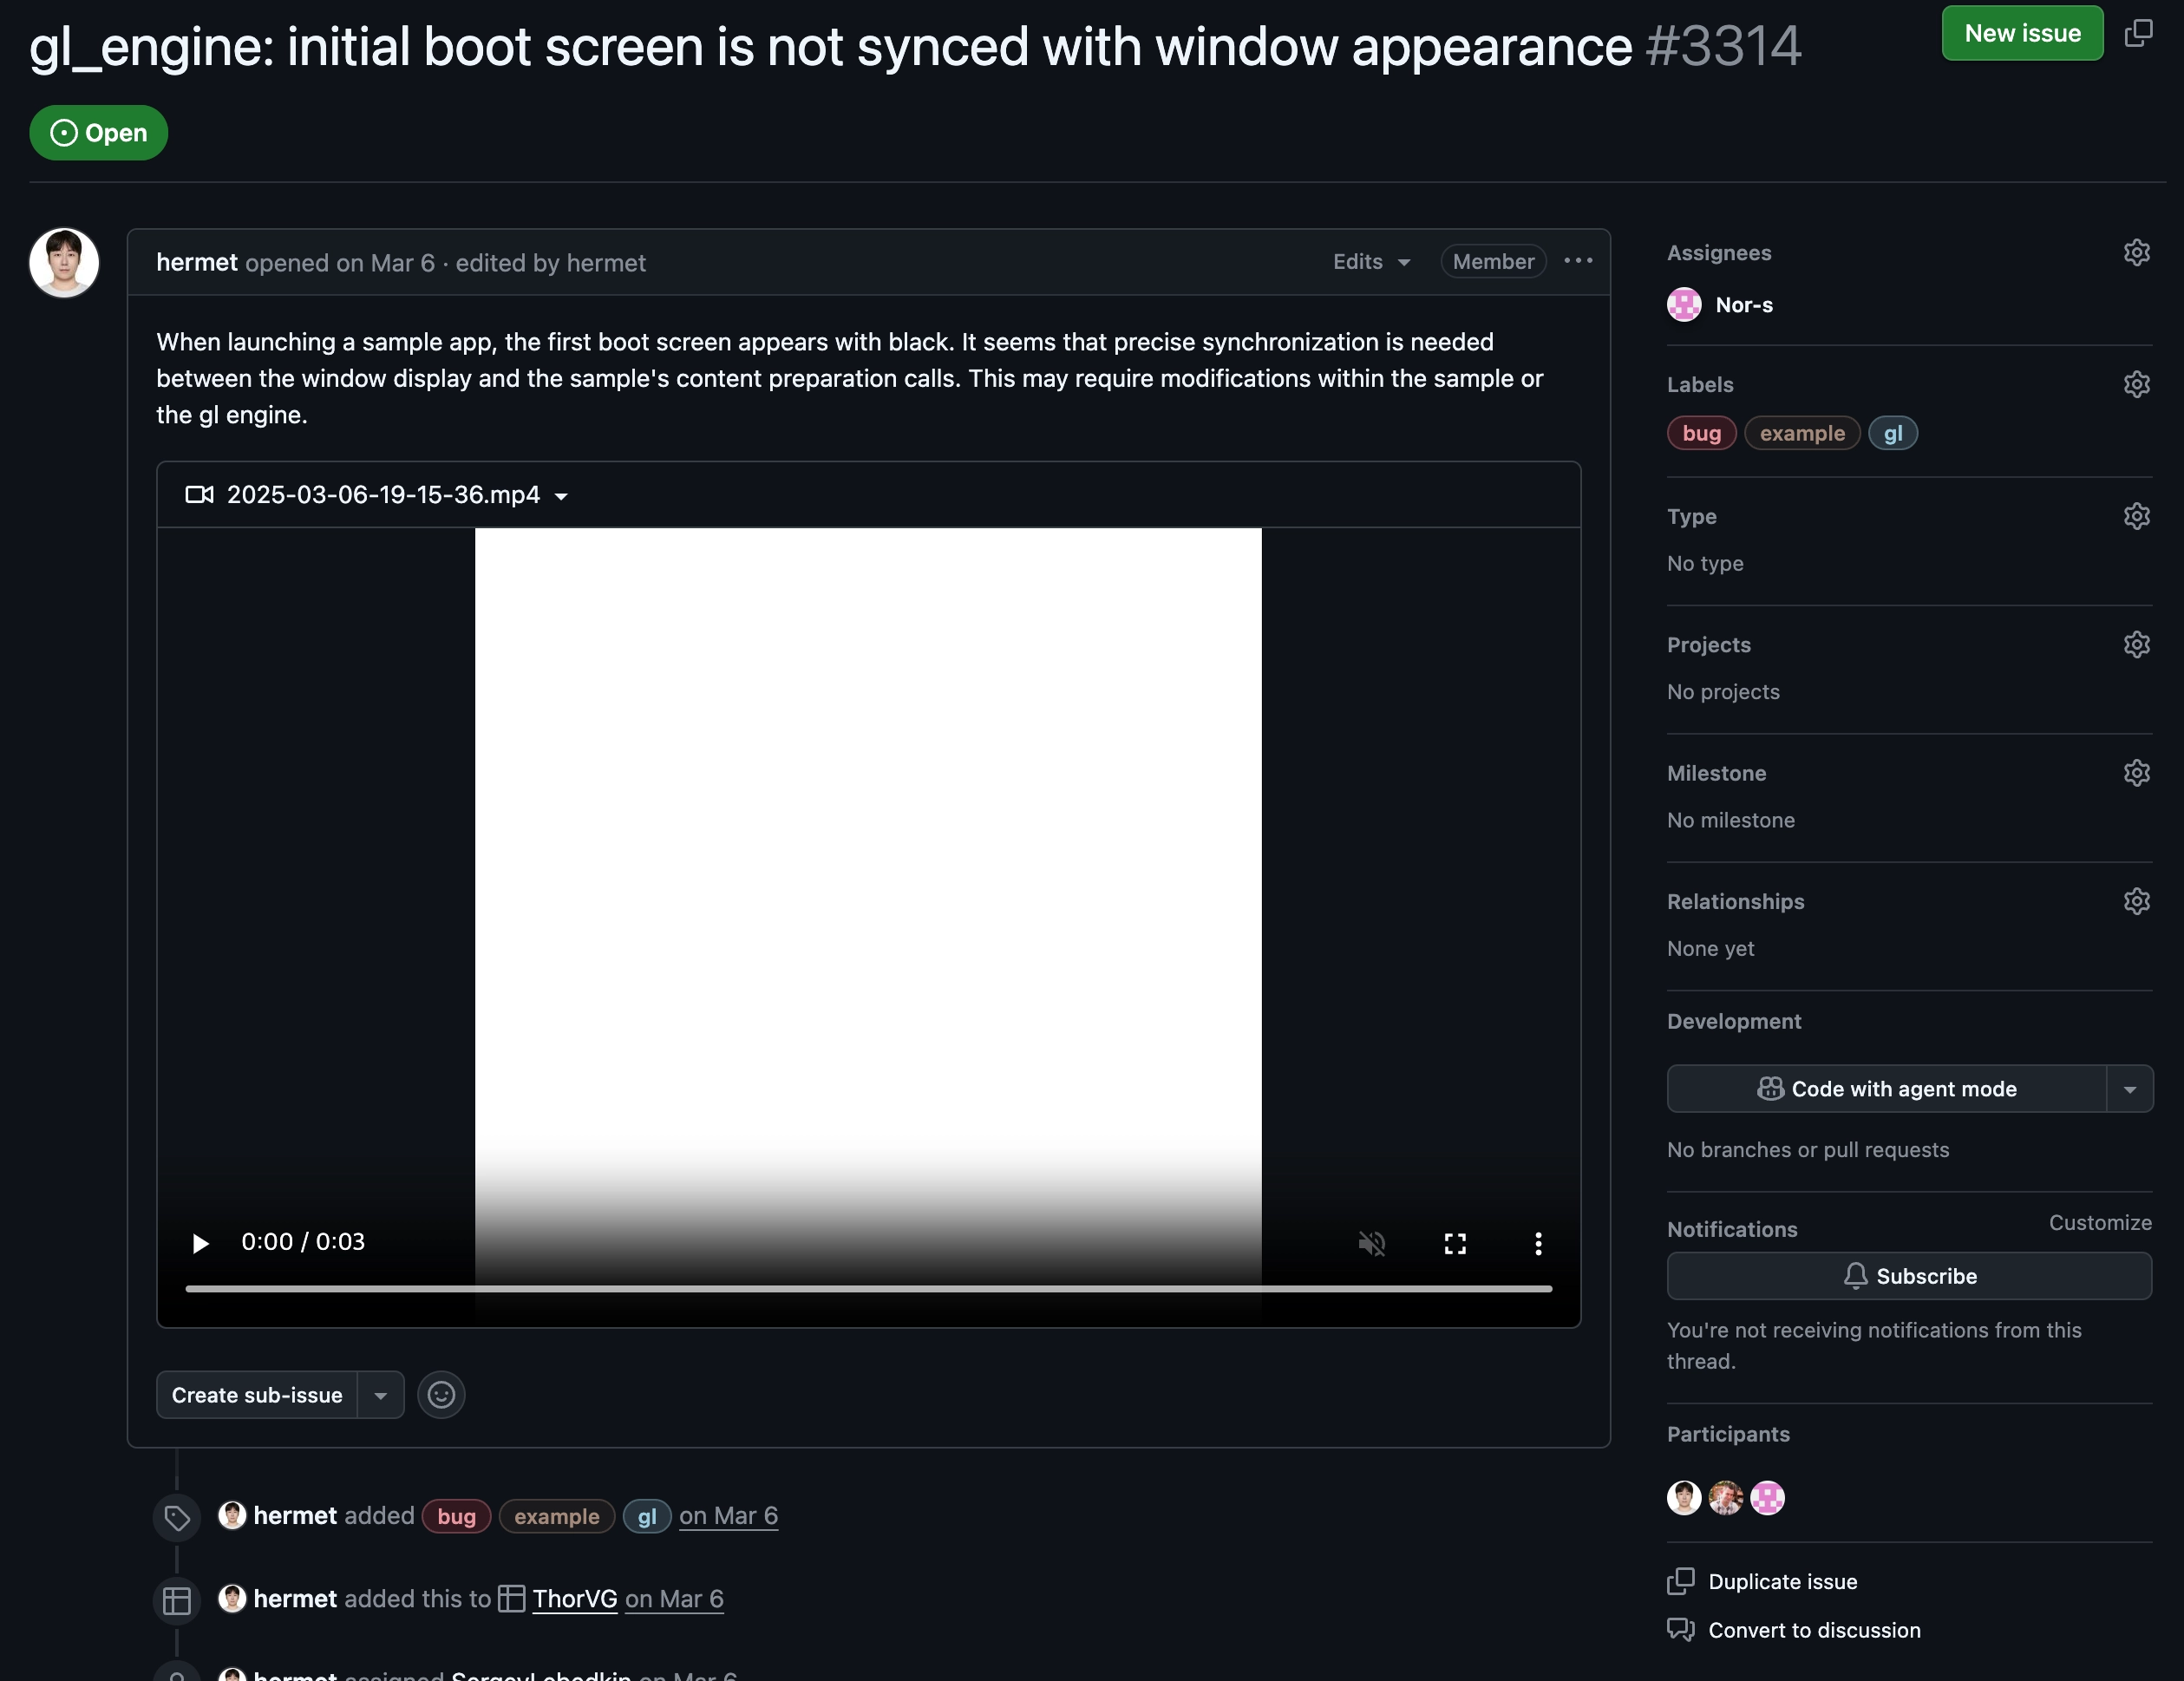 gl_engine: initial boot screen is not synced with window appearance #3314
New issue
Open
hermet opened on Mar 6 · edited by hermet
Edits
Member
When launching a sample app, the first boot screen appears with black. It seems that precise synchronization is needed
between the window display and the sample's content preparation calls. This may require modifications within the sample or
the gl engine.
2025-03-06-19-15-36.mp4
0:00 / 0:03
Create sub-issue
hermet added bug example gl on Mar 6
hermet added this to ThorVG on Mar 6
hermet assigned SergeyLebedkin on Mar 6
Assignees
Nor-s
Labels
bug example gl
Type
No type
Projects
No projects
Milestone
No milestone
Relationships
None yet
Development
Code with agent mode
No branches or pull requests
Notifications
Customize
Subscribe
You're not receiving notifications from this
thread.
Participants
Duplicate issue
Convert to discussion